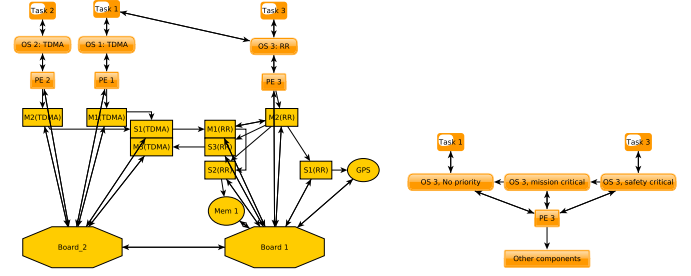 Task 2
Task 1
Task 3
OS 2: TDMA
OS 1: TDMA
OS 3: RR
PE 2
PE 1
PE 3
M2(TDMA)
M1(TDMA)
S1(TDMA)
M1(RR)
M2(RR)
M3(TDMA)
S3(RR)
S2(RR)
S1(RR)
GPS
Mem 1
Board_2
Board 1
Task 1
Task 3
OS 3, No priority
OS 3, mission critical
OS 3, safety critical
PE 3
Other components